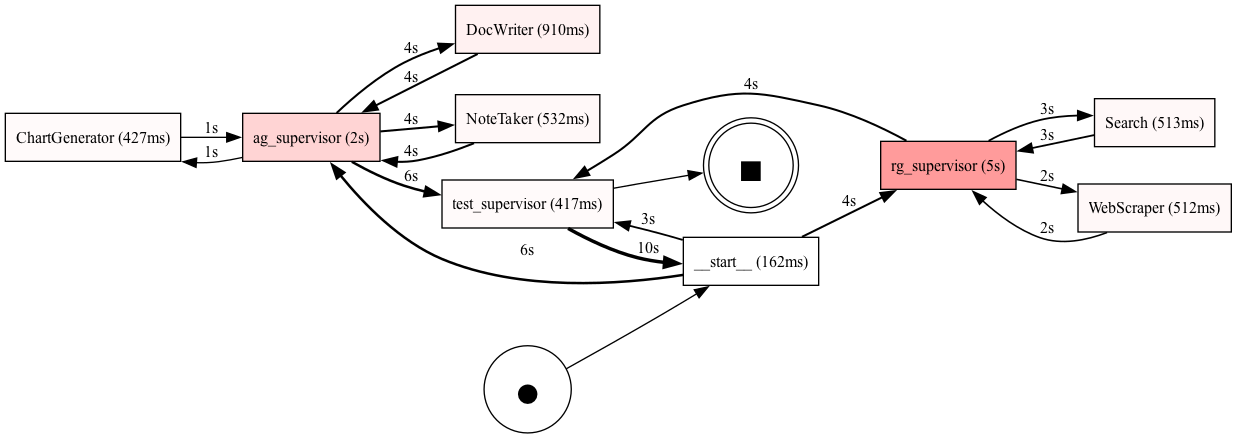 DocWriter (910ms)
4s
4s
4s
NoteTaker (532ms)
4s
ChartGenerator (427ms)
1s
1s
ag_supervisor (2s)
4s
6s
test_supervisor (417ms)
3s
10s
6s
__start__ (162ms)
4s
rg_supervisor (5s)
3s
3s
Search (513ms)
2s
2s
WebScraper (512ms)